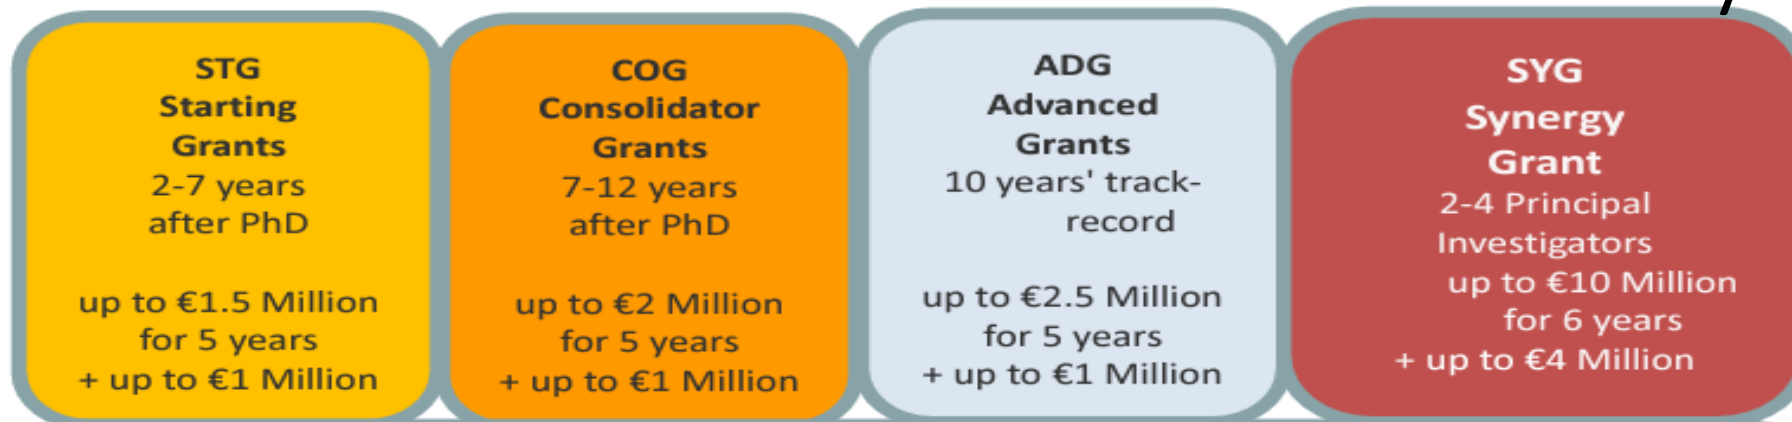 STG
Starting
Grants
2-7 years
after PhD
up to €1.5 Million
for 5 years
+ up to €1 Million
COG
Consolidator
Grants
7-12 years
after PhD
up to €2 Million
for 5 years
+ up to €1 Million
ADG
Advanced
Grants
10 years' track-
record
up to €2.5 Million
for 5 years
+ up to €1 Million
SYG
Synergy
Grant
2-4 Principal
Investigators
up to €10 Million
for 6 years
+ up to €4 Million